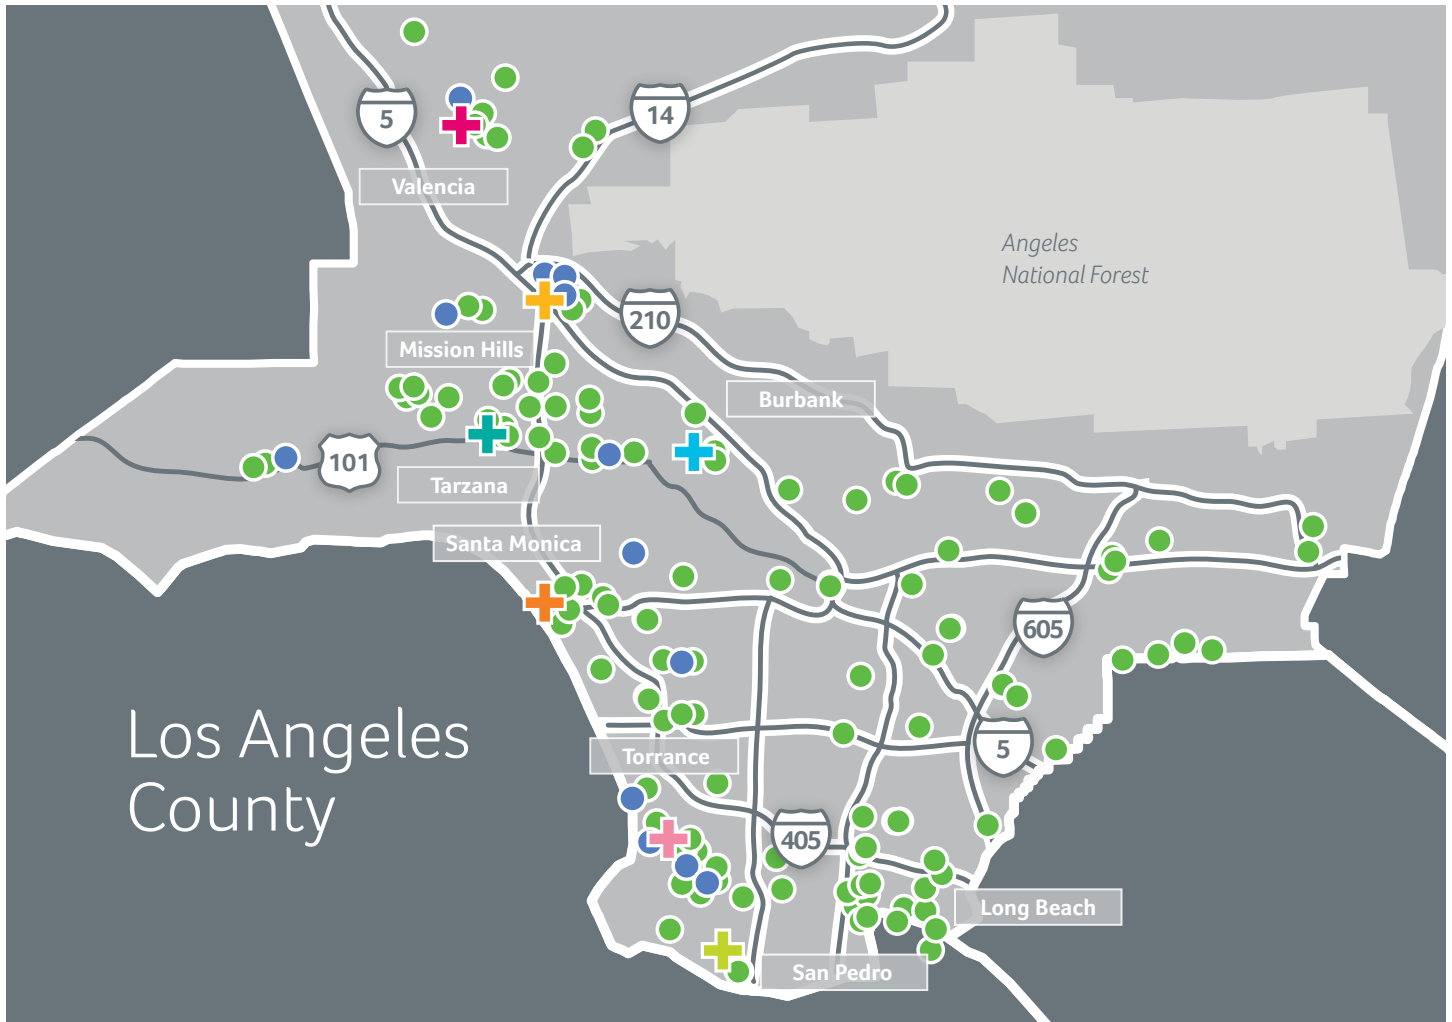 5
14
Valencia
Angeles
National Forest
210
Mission Hills
Burbank
101
Tarzana
Santa Monica
605
Los Angeles
County
5
Torrance
405
Long Beach
San Pedro